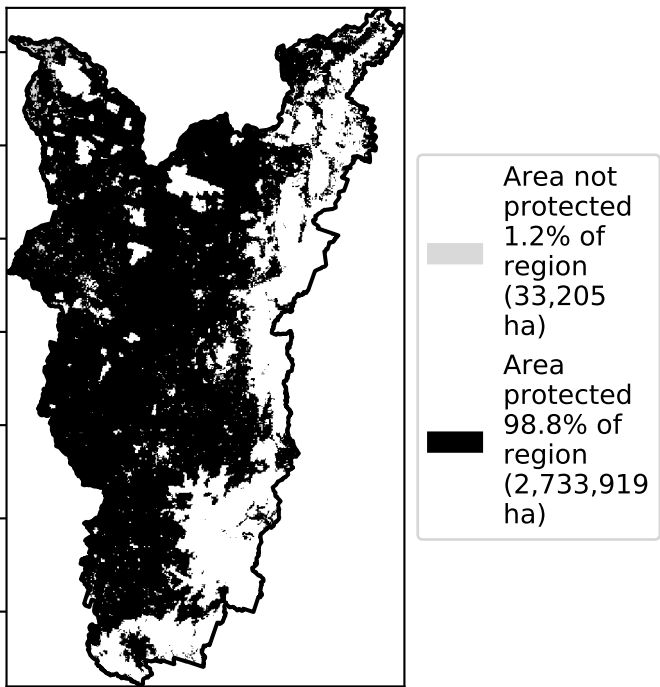 Area not
protected
1.2% of
region
(33,205
ha)
Area
protected
98.8% of
region
(2,733,919
ha)